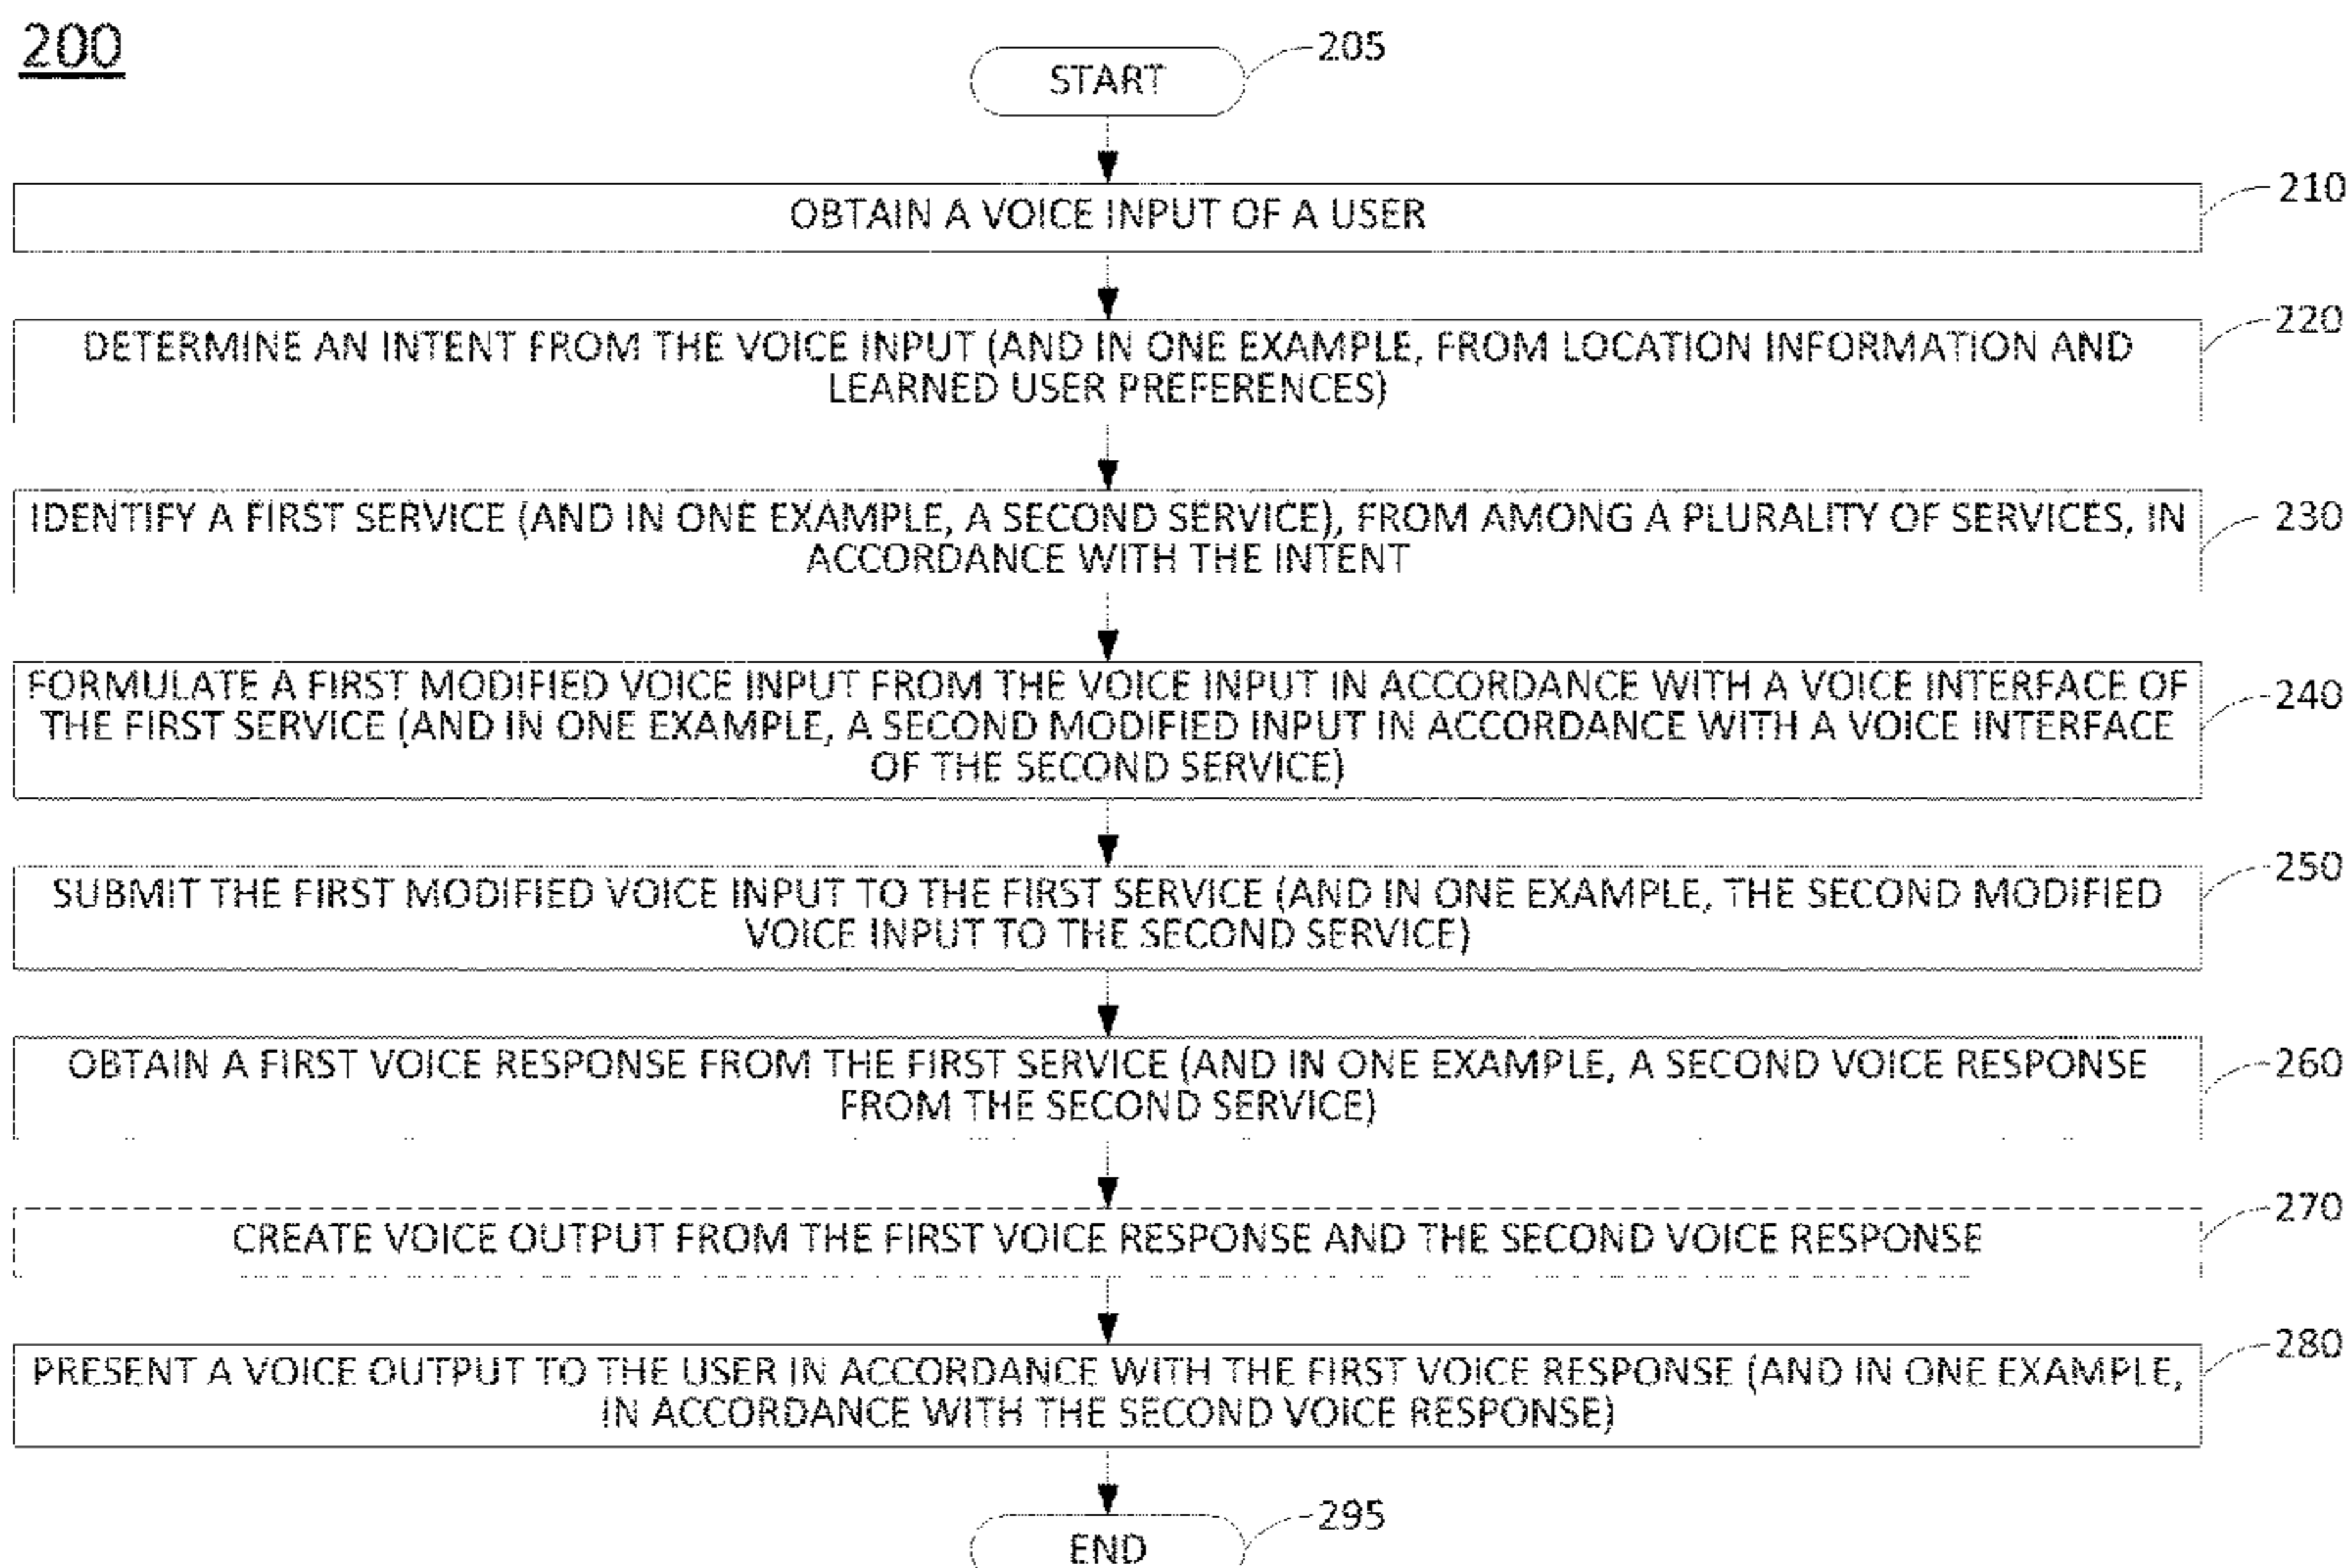 200
START
205
OBTAIN A VOICE INPUT OF A USER
210
DETERMINE AN INTENT FROM THE VOICE INPUT (AND IN ONE EXAMPLE, FROM LOCATION INFORMATION AND
LEARNED USER PREFERENCES)
220
IDENTIFY A FIRST SERVICE (AND IN ONE EXAMPLE, A SECOND SERVICE), FROM AMONG A PLURALITY OF SERVICES, IN
ACCORDANCE WITH THE INTENT
230
FORMULATE A FIRST MODIFIED VOICE INPUT FROM THE VOICE INPUT IN ACCORDANCE WITH A VOICE INTERFACE OF
THE FIRST SERVICE (AND IN ONE EXAMPLE, A SECOND MODIFIED INPUT IN ACCORDANCE WITH A VOICE INTERFACE
OF THE SECOND SERVICE)
240
SUBMIT THE FIRST MODIFIED VOICE INPUT TO THE FIRST SERVICE (AND IN ONE EXAMPLE, THE SECOND MODIFIED
VOICE INPUT TO THE SECOND SERVICE)
250
OBTAIN A FIRST VOICE RESPONSE FROM THE FIRST SERVICE (AND IN ONE EXAMPLE, A SECOND VOICE RESPONSE
FROM THE SECOND SERVICE)
260
CREATE VOICE OUTPUT FROM THE FIRST VOICE RESPONSE AND THE SECOND VOICE RESPONSE
270
PRESENT A VOICE OUTPUT TO THE USER IN ACCORDANCE WITH THE FIRST VOICE RESPONSE (AND IN ONE EXAMPLE,
IN ACCORDANCE WITH THE SECOND VOICE RESPONSE)
280
END
295